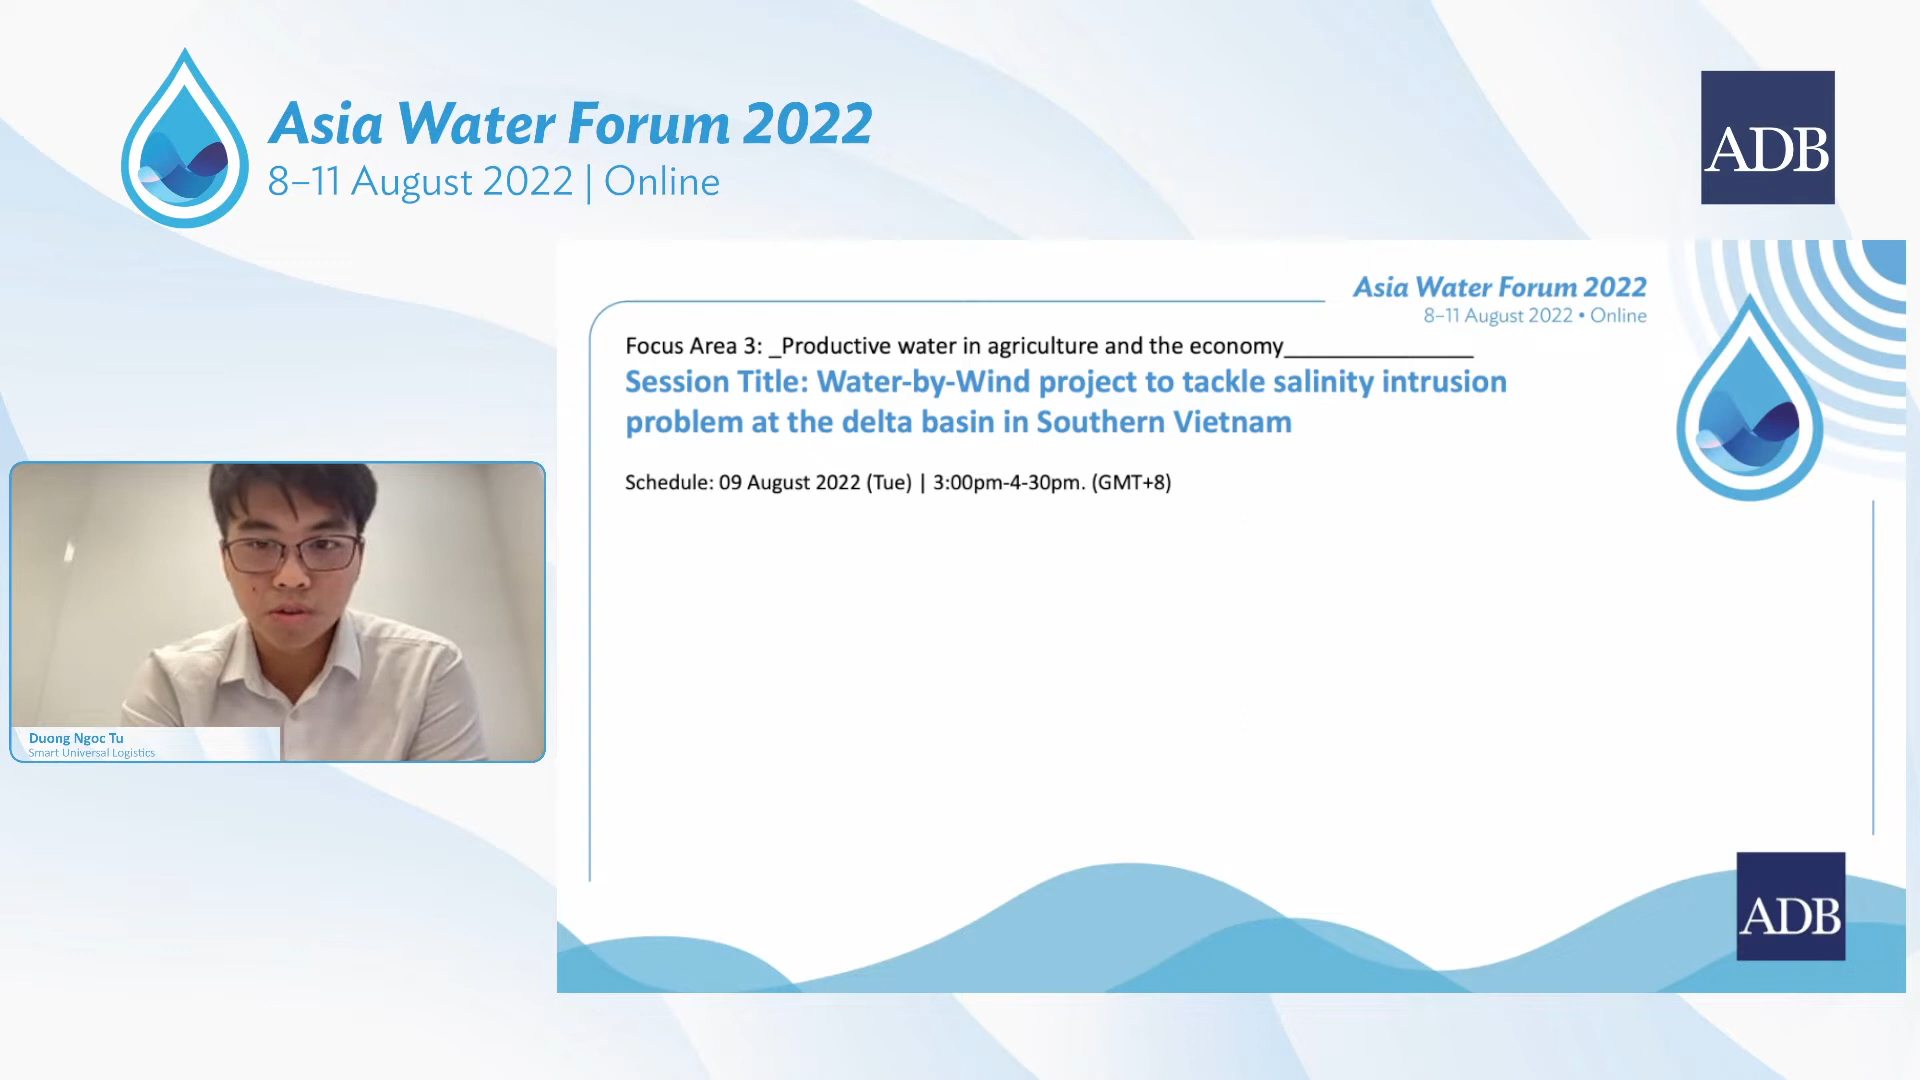 Asia Water Forum 2022
8–11 August 2022 | Online
ADB
Asia Water Forum 2022
8–11 August 2022 • Online
Focus Area 3: _Productive water in agriculture and the economy_______________
Session Title: Water-by-Wind project to tackle salinity intrusion
problem at the delta basin in Southern Vietnam
Schedule: 09 August 2022 (Tue) | 3:00pm-4-30pm. (GMT+8)
Duong Ngoc Tu
Smart Universal Logistics
ADB